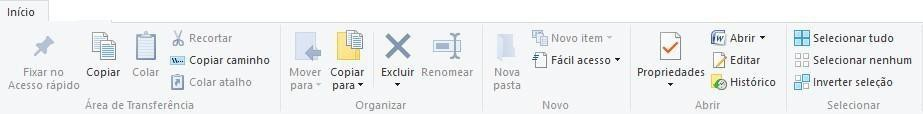 Início
Fixar no
Acesso rápido
Copiar
Colar
Recortar
Copiar caminho
Colar atalho
Área de Transferência
Mover
para
Copiar
para
Excluir
Renomear
Organizar
Nova
pasta
Novo item
Fácil acesso
Novo
Propriedades
Abrir
Editar
Histórico
Abrir
Selecionar tudo
Selecionar nenhum
Inverter seleção
Selecionar